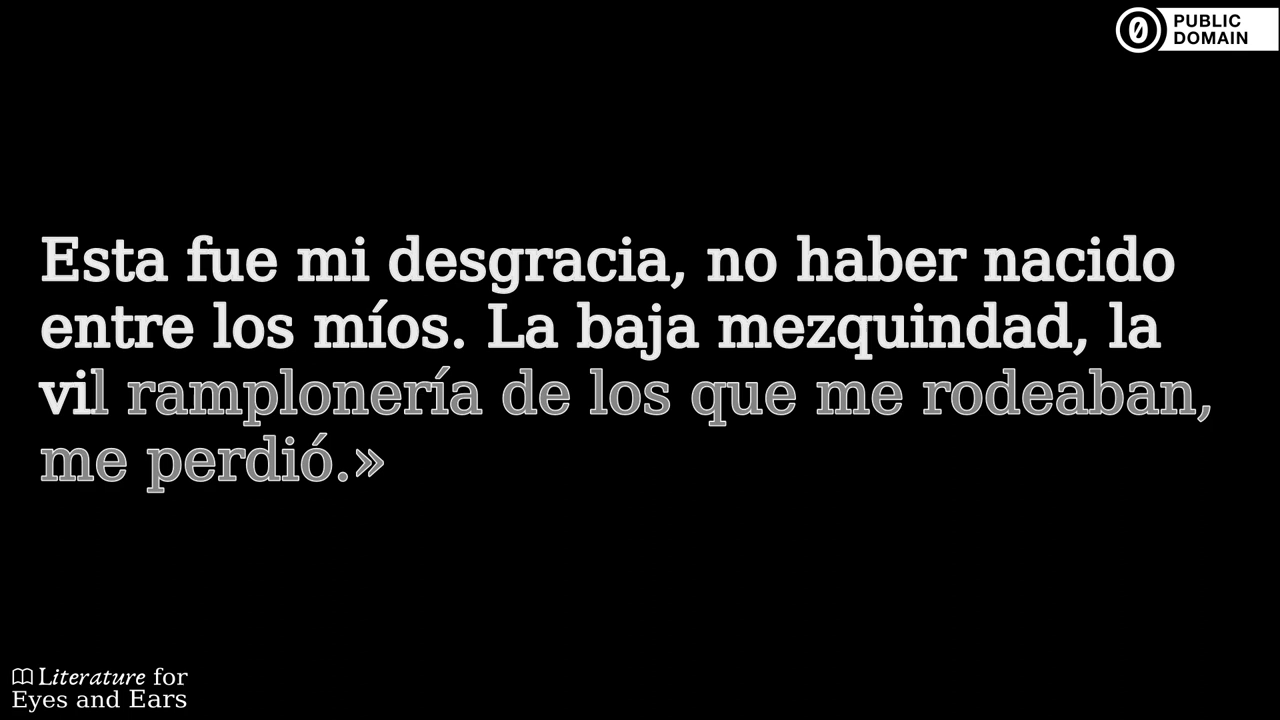 PUBLIC
DOMAIN
Esta fue mi desgracia, no haber nacido
entre los míos. La baja mezquindad, la
vil ramplonería de los que me rodeaban,
me perdió.»
Literature for
Eyes and Ears